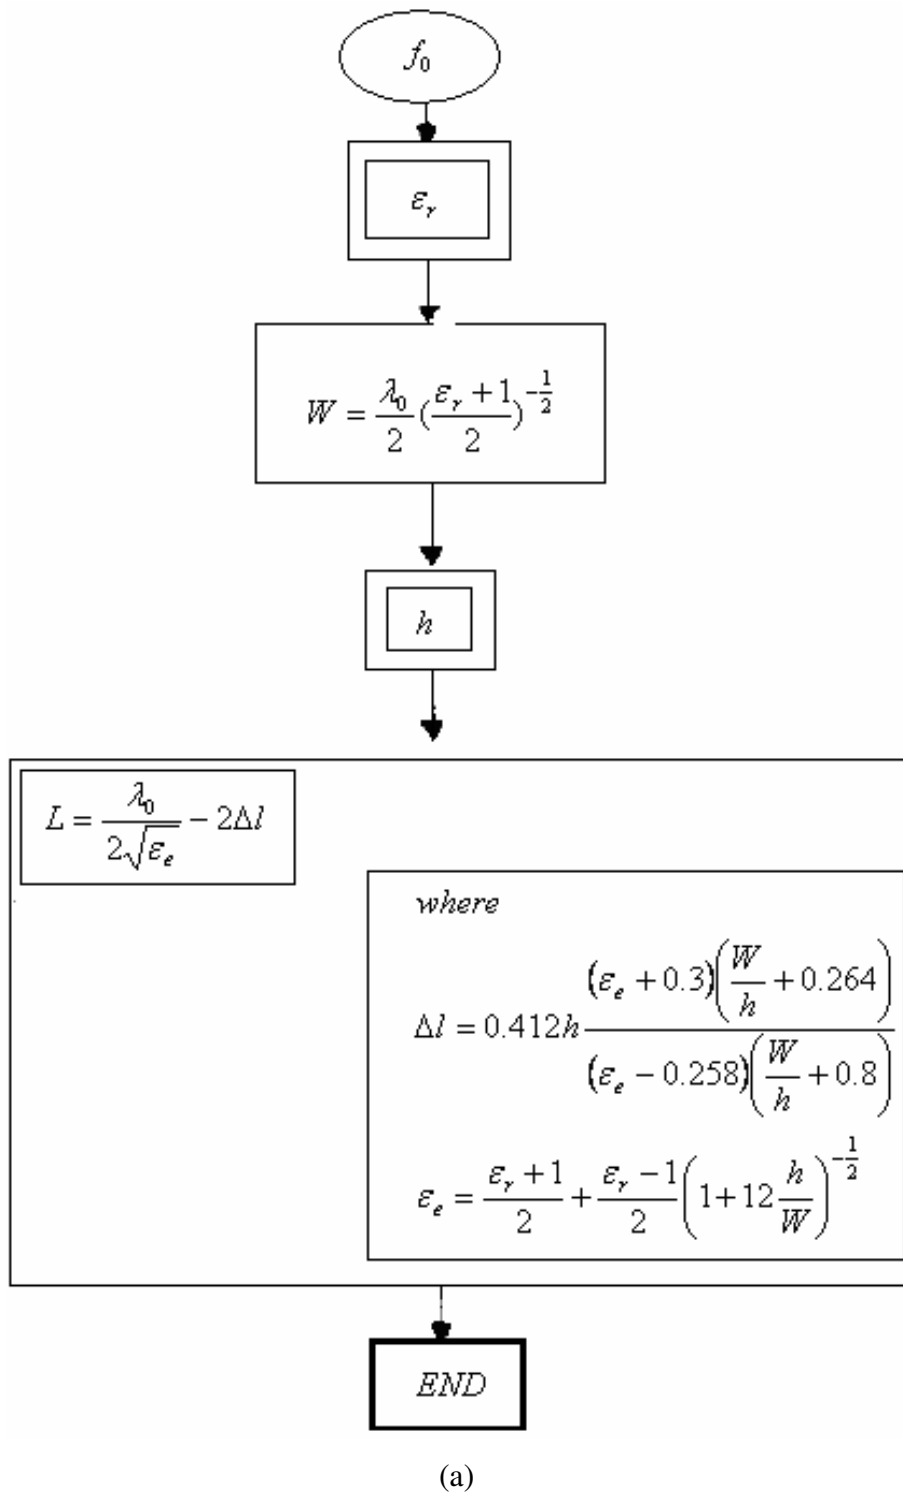 f₀
εᵣ
W = λ₀/2 ((εᵣ + 1)/2)^(-1/2)
h
L = λ₀/(2√εₑ) − 2Δl
where
Δl = 0.412h ((εₑ + 0.3)(W/h + 0.264))/((εₑ − 0.258)(W/h + 0.8))
εₑ = (εᵣ + 1)/2 + (εᵣ − 1)/2 (1 + 12 h/W)^(-1/2)
END
(a)